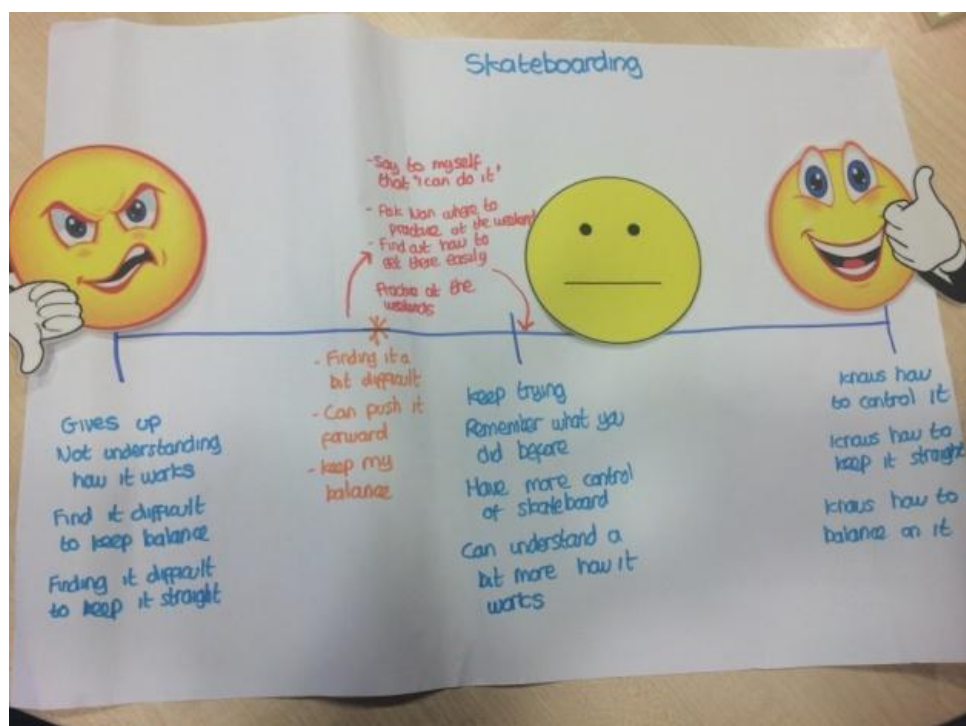 Skateboarding
- Say to myself
that "I can do it'
- Ask Nan where to
practise at the weekend
- Find out how to
get there easily
Practise at the
weekends
- Finding it a
bit difficult
- Can push it
forward
- keep my
balance
Gives up
Not understanding
how it works
Find it difficult
to keep balance
Finding it difficult
to keep it straight
keep trying
Remember what you
did before
Have more control
of skateboard
Can understand a
bit more how it
works
knows how
to control it
knows how to
keep it straight
knows how to
balance on it